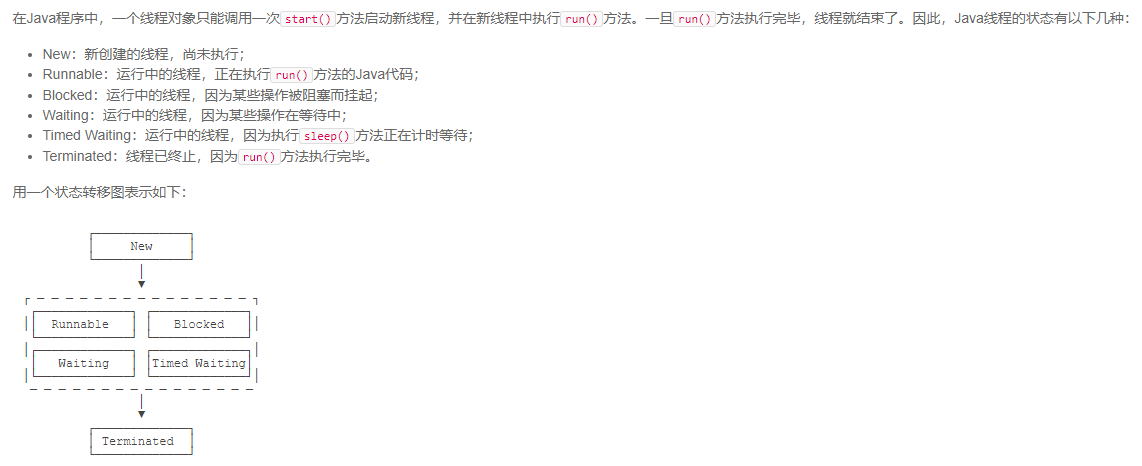 在Java程序中，一个线程对象只能调用一次start()方法启动新线程，并在新线程中执行run()方法。一旦run()方法执行完毕，线程就结束了。因此，Java线程的状态有以下几种：
New：新创建的线程，尚未执行；
Runnable：运行中的线程，正在执行run()方法的Java代码；
Blocked：运行中的线程，因为某些操作被阻塞而挂起；
Waiting：运行中的线程，因为某些操作在等待中；
Timed Waiting：运行中的线程，因为执行sleep()方法正在计时等待；
Terminated：线程已终止，因为run()方法执行完毕。
用一个状态转移图表示如下：
New
Runnable Blocked
Waiting Timed Waiting
Terminated